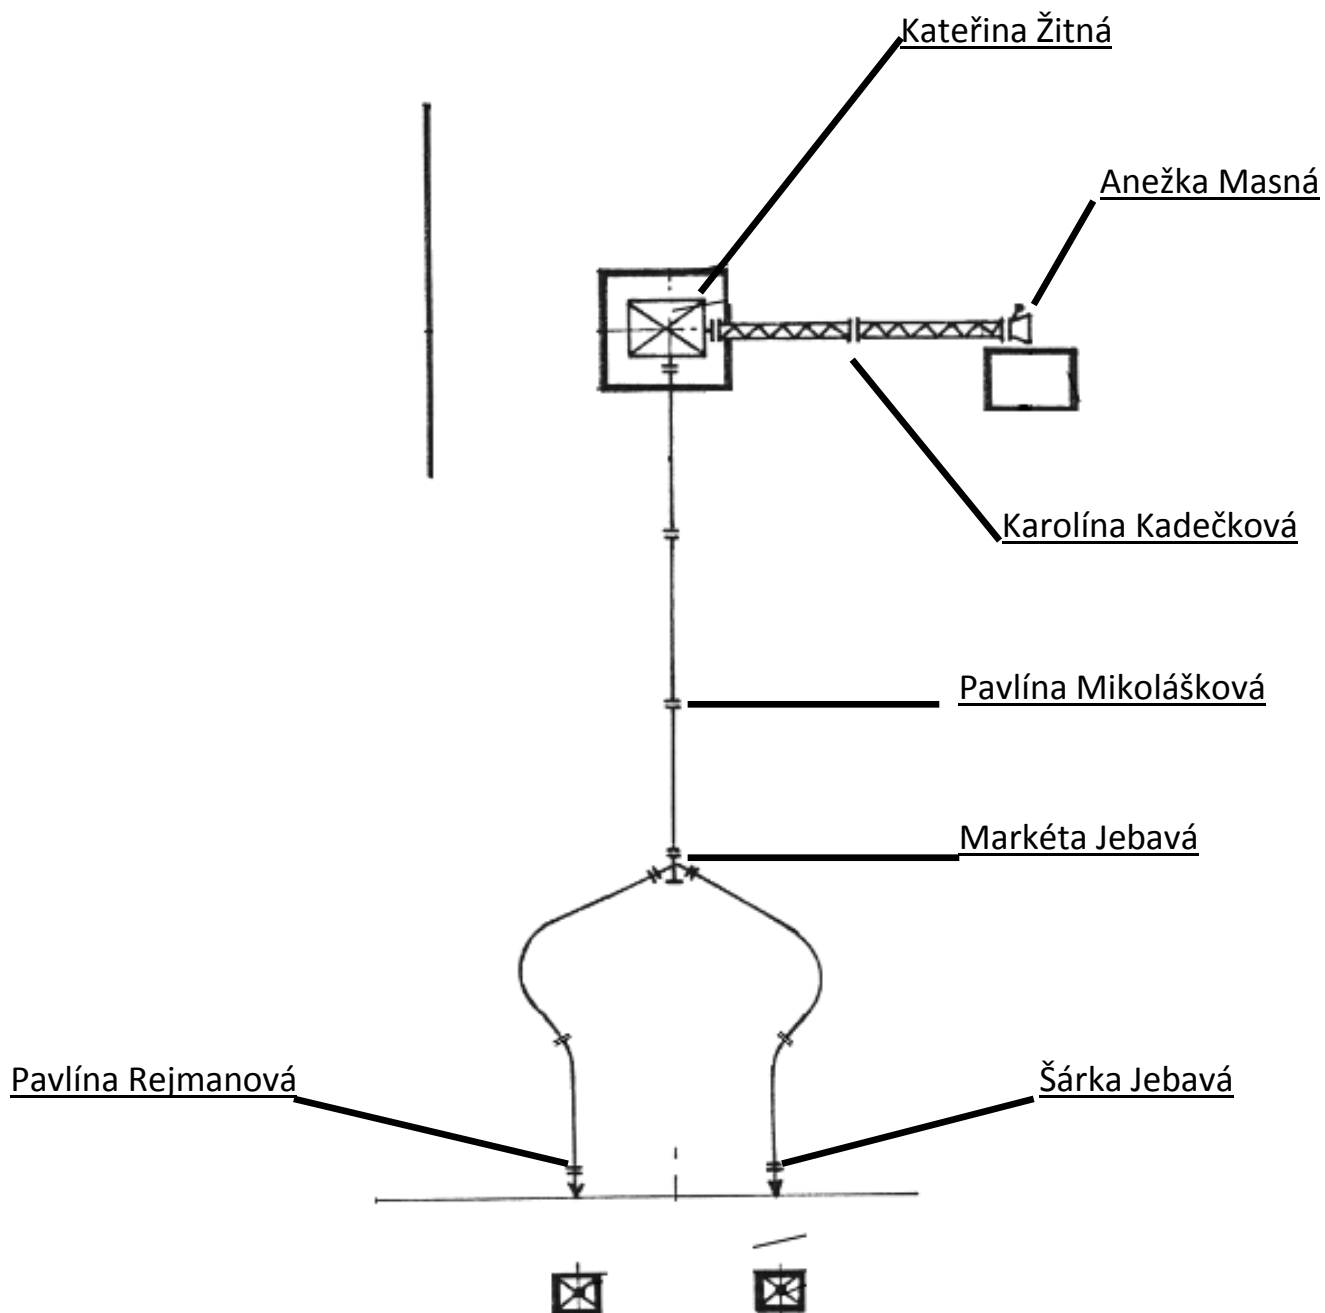 Kateřina Žitná
Anežka Masná
Karolína Kadečková
Pavlína Mikolášková
Markéta Jebavá
Pavlína Rejmanová
Šárka Jebavá